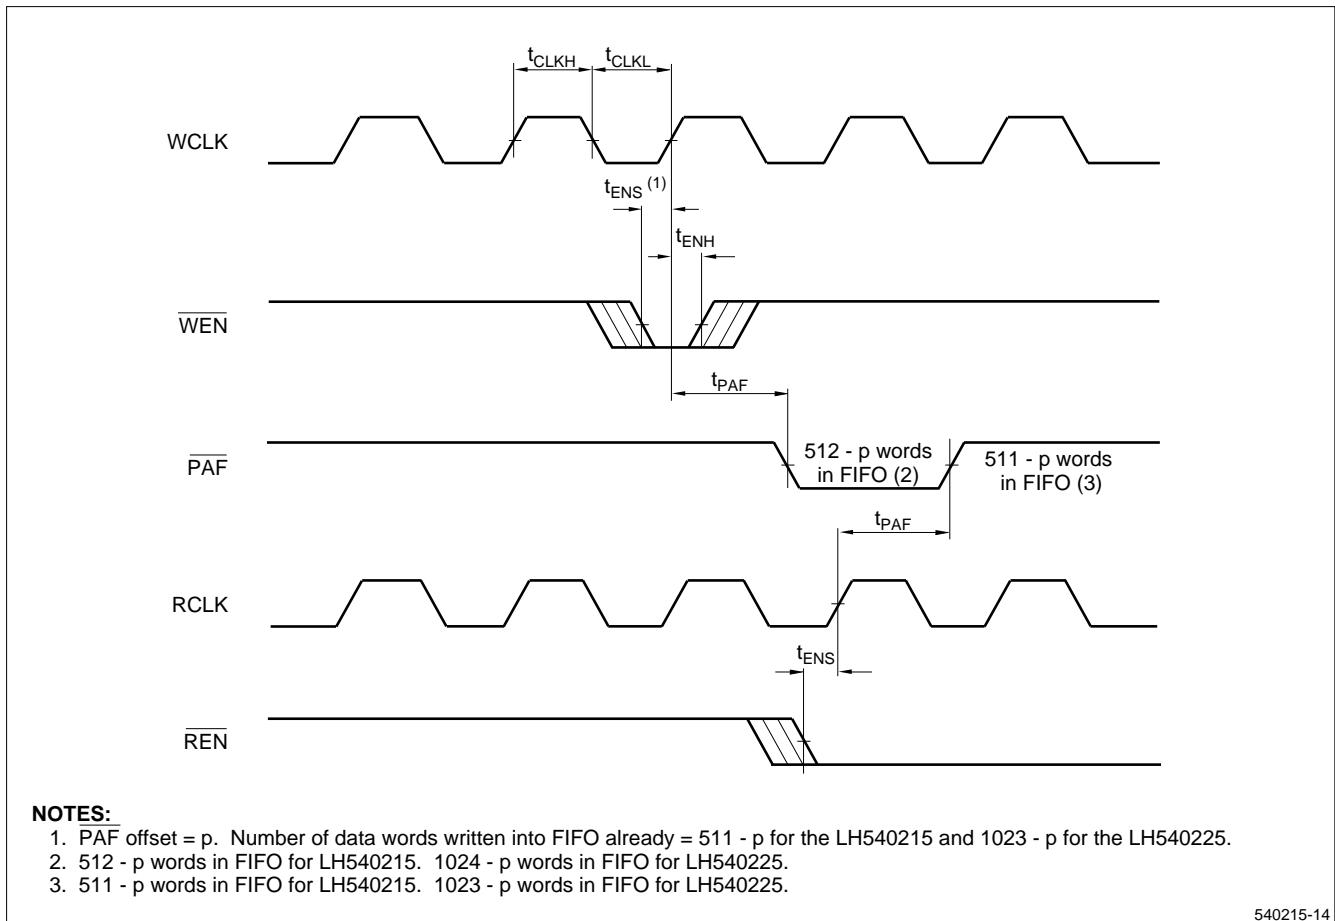 tCLKH tCLKL
WCLK
tENS (1)
tENH
WEN
tPAF
PAF
512 - p words
in FIFO (2)
511 - p words
in FIFO (3)
tPAF
RCLK
tENS
REN
NOTES:
1. PAF offset = p. Number of data words written into FIFO already = 511 - p for the LH540215 and 1023 - p for the LH540225.
2. 512 - p words in FIFO for LH540215. 1024 - p words in FIFO for LH540225.
3. 511 - p words in FIFO for LH540215. 1023 - p words in FIFO for LH540225.
540215-14